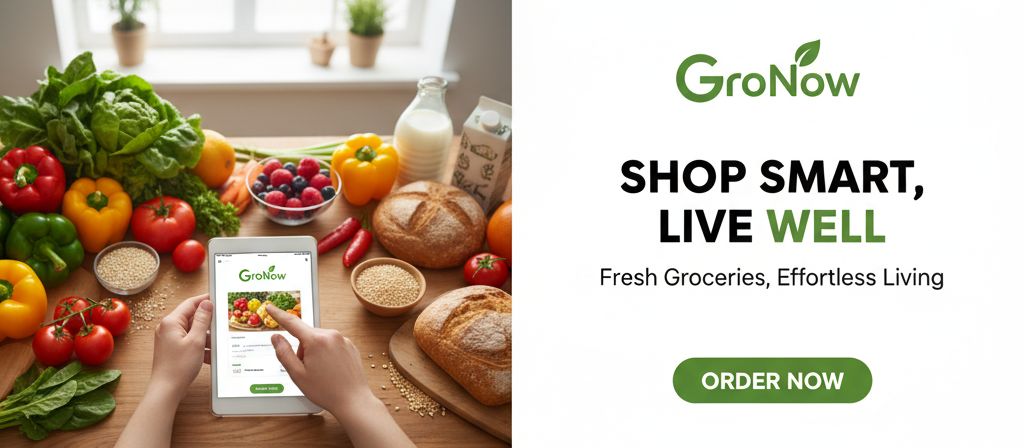 GroNow
GroNow
SHOP SMART,
LIVE WELL
Fresh Groceries, Effortless Living
ORDER NOW